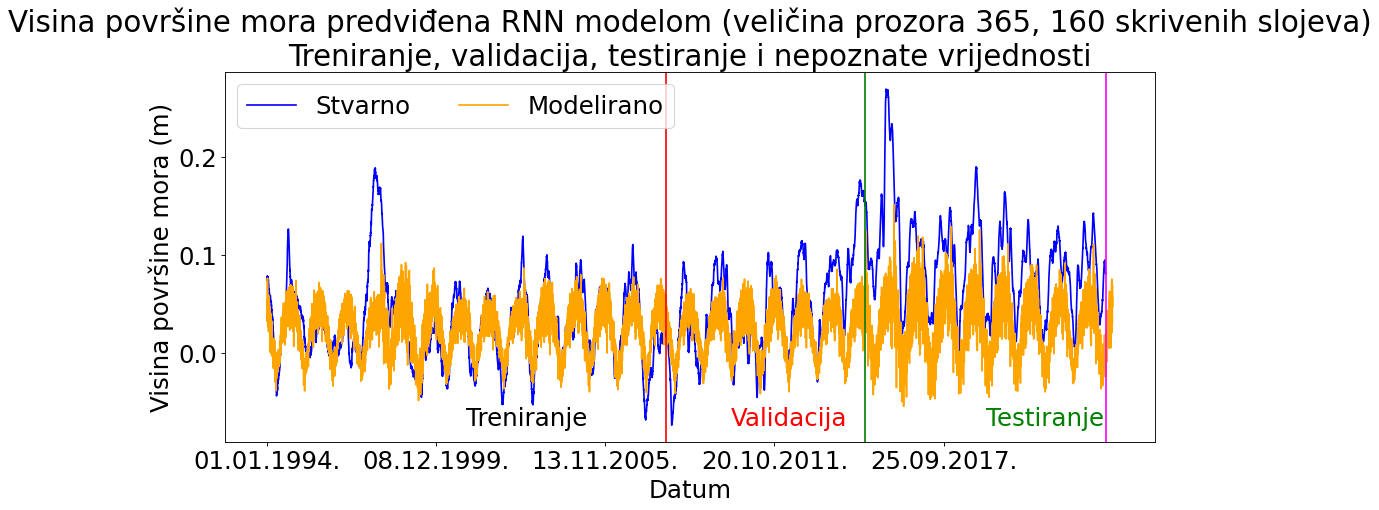 Visina površine mora predviđena RNN modelom (veličina prozora 365, 160 skrivenih slojeva)
Treniranje, validacija, testiranje i nepoznate vrijednosti
Stvarno Modelirano
Visina površine mora (m)
0.2
0.1
0.0
Treniranje Validacija Testiranje
01.01.1994. 08.12.1999. 13.11.2005. 20.10.2011. 25.09.2017.
Datum